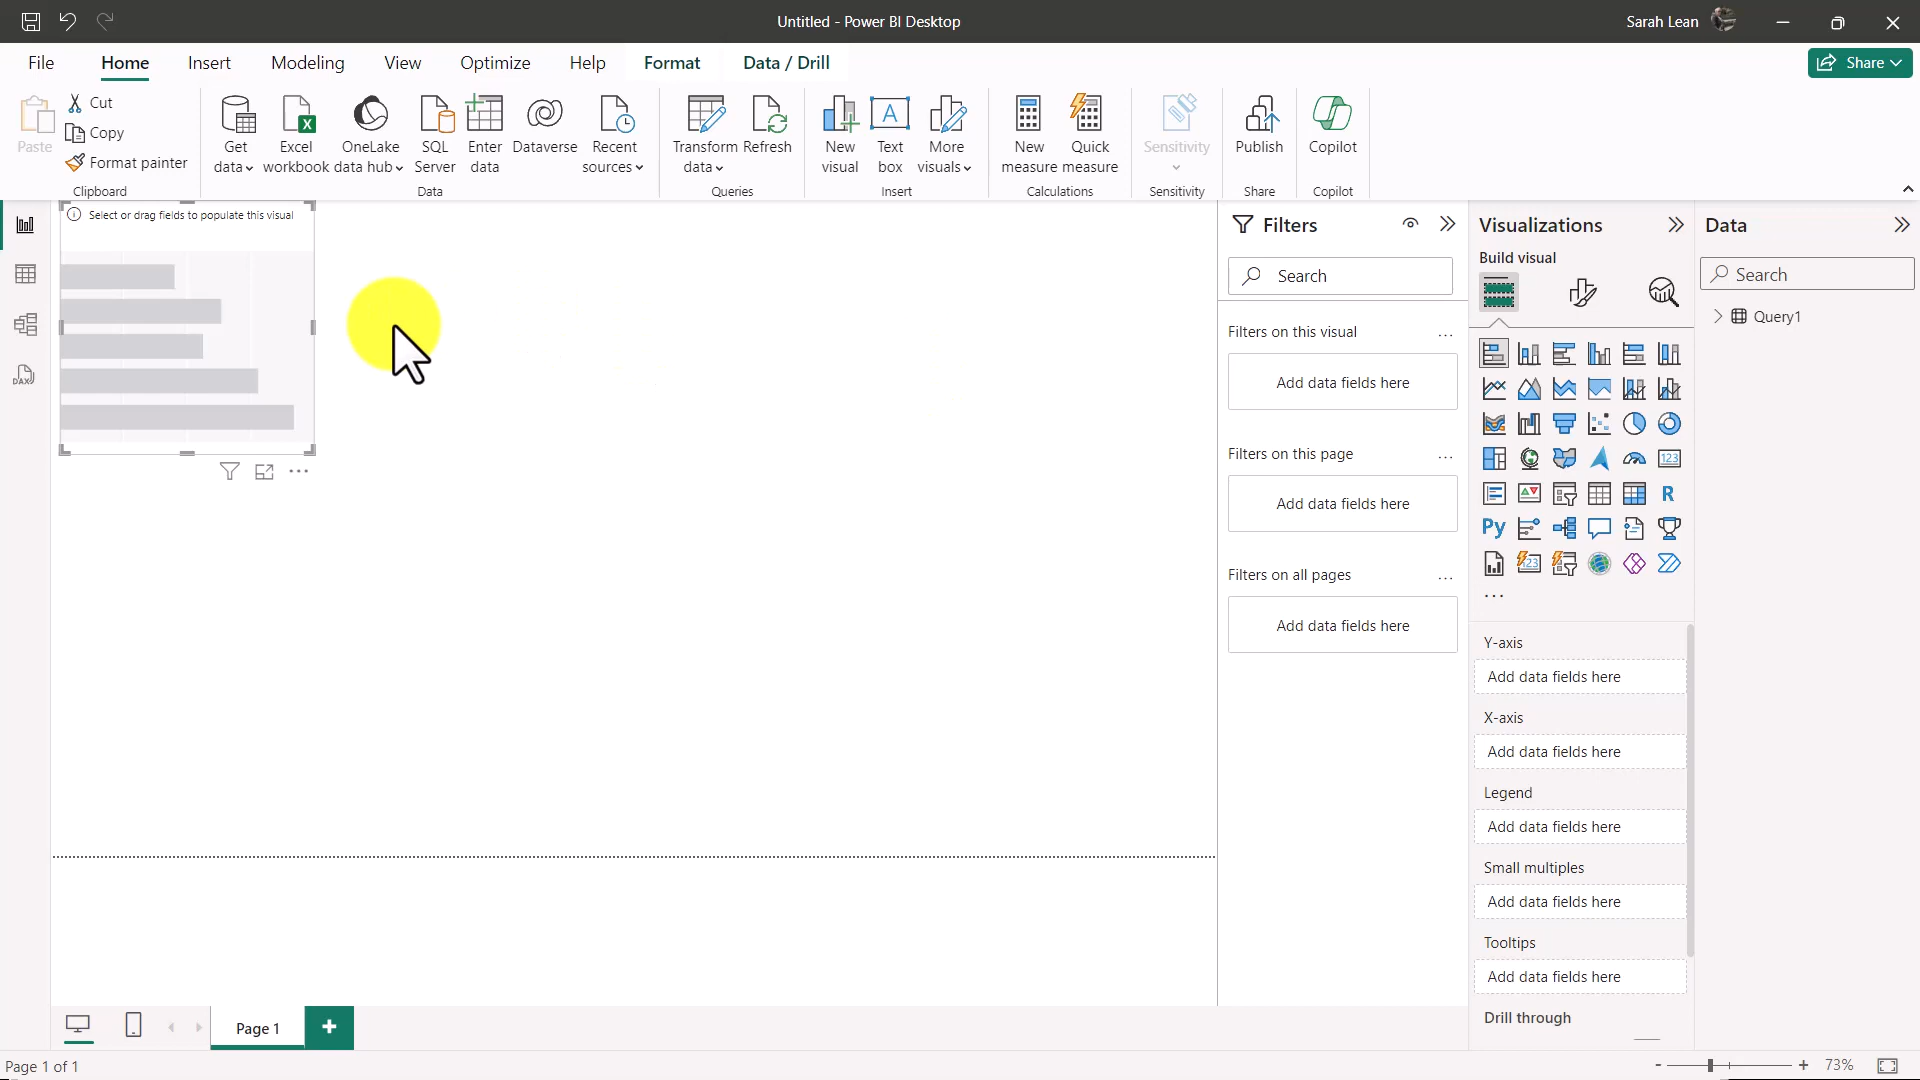 Untitled - Power BI Desktop
Sarah Lean
File
Home
Insert
Modeling
View
Optimize
Help
Format
Data / Drill
Share
Paste
Cut
Copy
Format painter
Clipboard
Get
data
Excel
workbook
OneLake
data hub
SQL
Server
Enter
data
Dataverse
Recent
sources
Data
Transform
data
Refresh
Queries
New
visual
Text
box
More
visuals
Insert
New
measure
Quick
measure
Calculations
Sensitivity
Sensitivity
Publish
Share
Copilot
Copilot
Select or drag fields to populate this visual
DAX
Filters
Search
Filters on this visual
...
Add data fields here
Filters on this page
...
Add data fields here
Filters on all pages
...
Add data fields here
Visualizations
Build visual
123
R
Py
123
...
Y-axis
Add data fields here
X-axis
Add data fields here
Legend
Add data fields here
Small multiples
Add data fields here
Tooltips
Add data fields here
Drill through
Data
Search
Query1
Page 1
+
Page 1 of 1
- + 73%